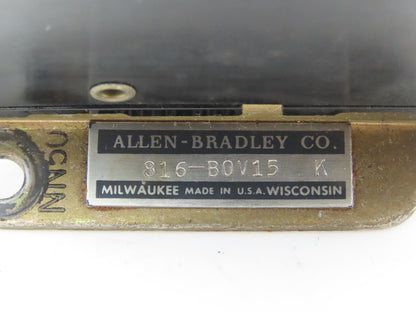 ALLEN-BRADLEY CO.
816-BOV15 K
MILWAUKEE MADE IN U.S.A. WISCONSIN